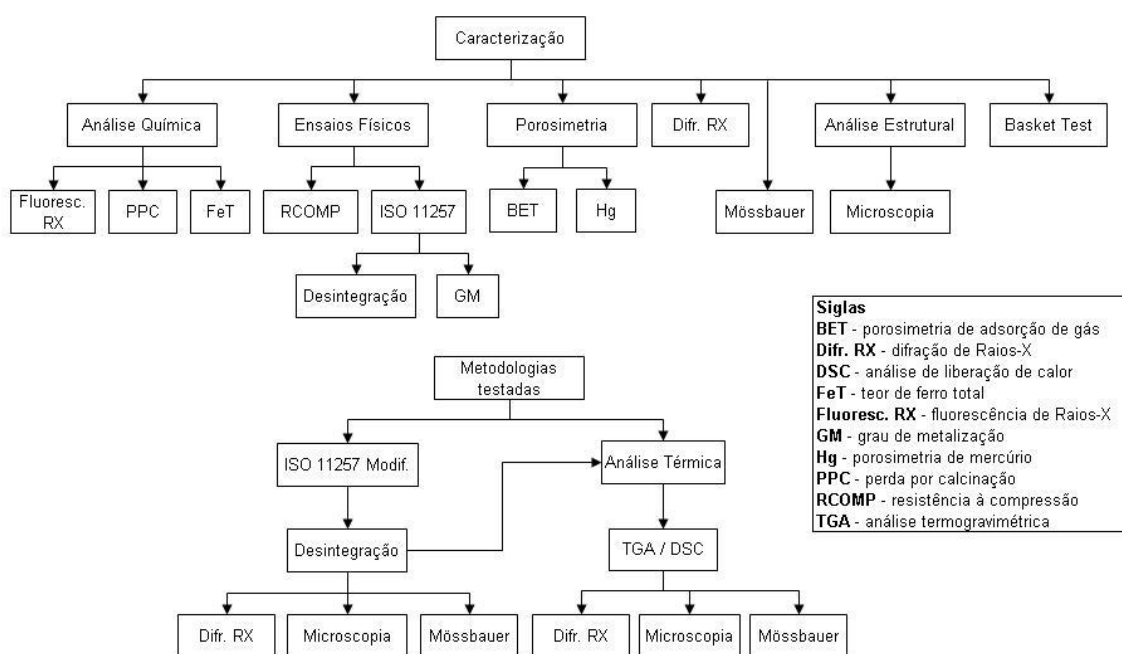 Caracterização
Análise Química
Ensaios Físicos
Porosimetria
Difr. RX
Análise Estrutural
Basket Test
Fluoresc.
RX
PPC
FeT
RCOMP
ISO 11257
BET
Hg
Mössbauer
Microscopia
Desintegração
GM
Siglas
BET - porosimetria de adsorção de gás
Difr. RX - difração de Raios-X
DSC - análise de liberação de calor
FeT - teor de ferro total
Fluoresc. RX - fluorescência de Raios-X
GM - grau de metalização
Hg - porosimetria de mercúrio
PPC - perda por calcinação
RCOMP - resistência à compressão
TGA - análise termogravimétrica
Metodologias
testadas
ISO 11257 Modif.
Análise Térmica
Desintegração
TGA / DSC
Difr. RX
Microscopia
Mössbauer
Difr. RX
Microscopia
Mössbauer